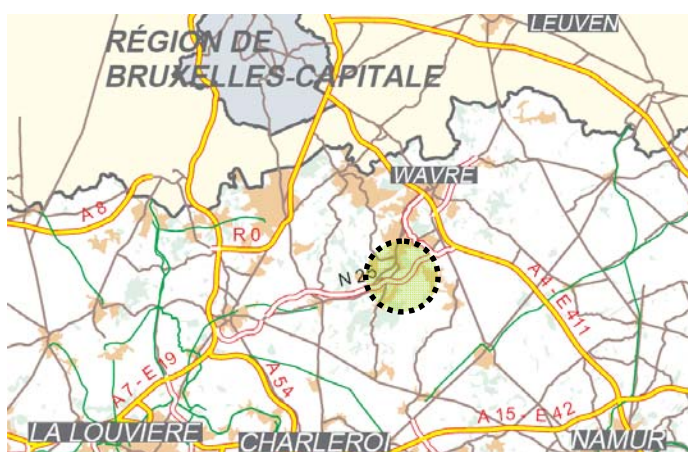 LEUVEN
RÉGION DE
BRUXELLES-CAPITALE
WAVRE
A 8
R 0
N 25
A 4 - E 411
A 7 - E 19
A 54
A 15 - E 42
LA LOUVIERE
CHARLEROI
NAMUR